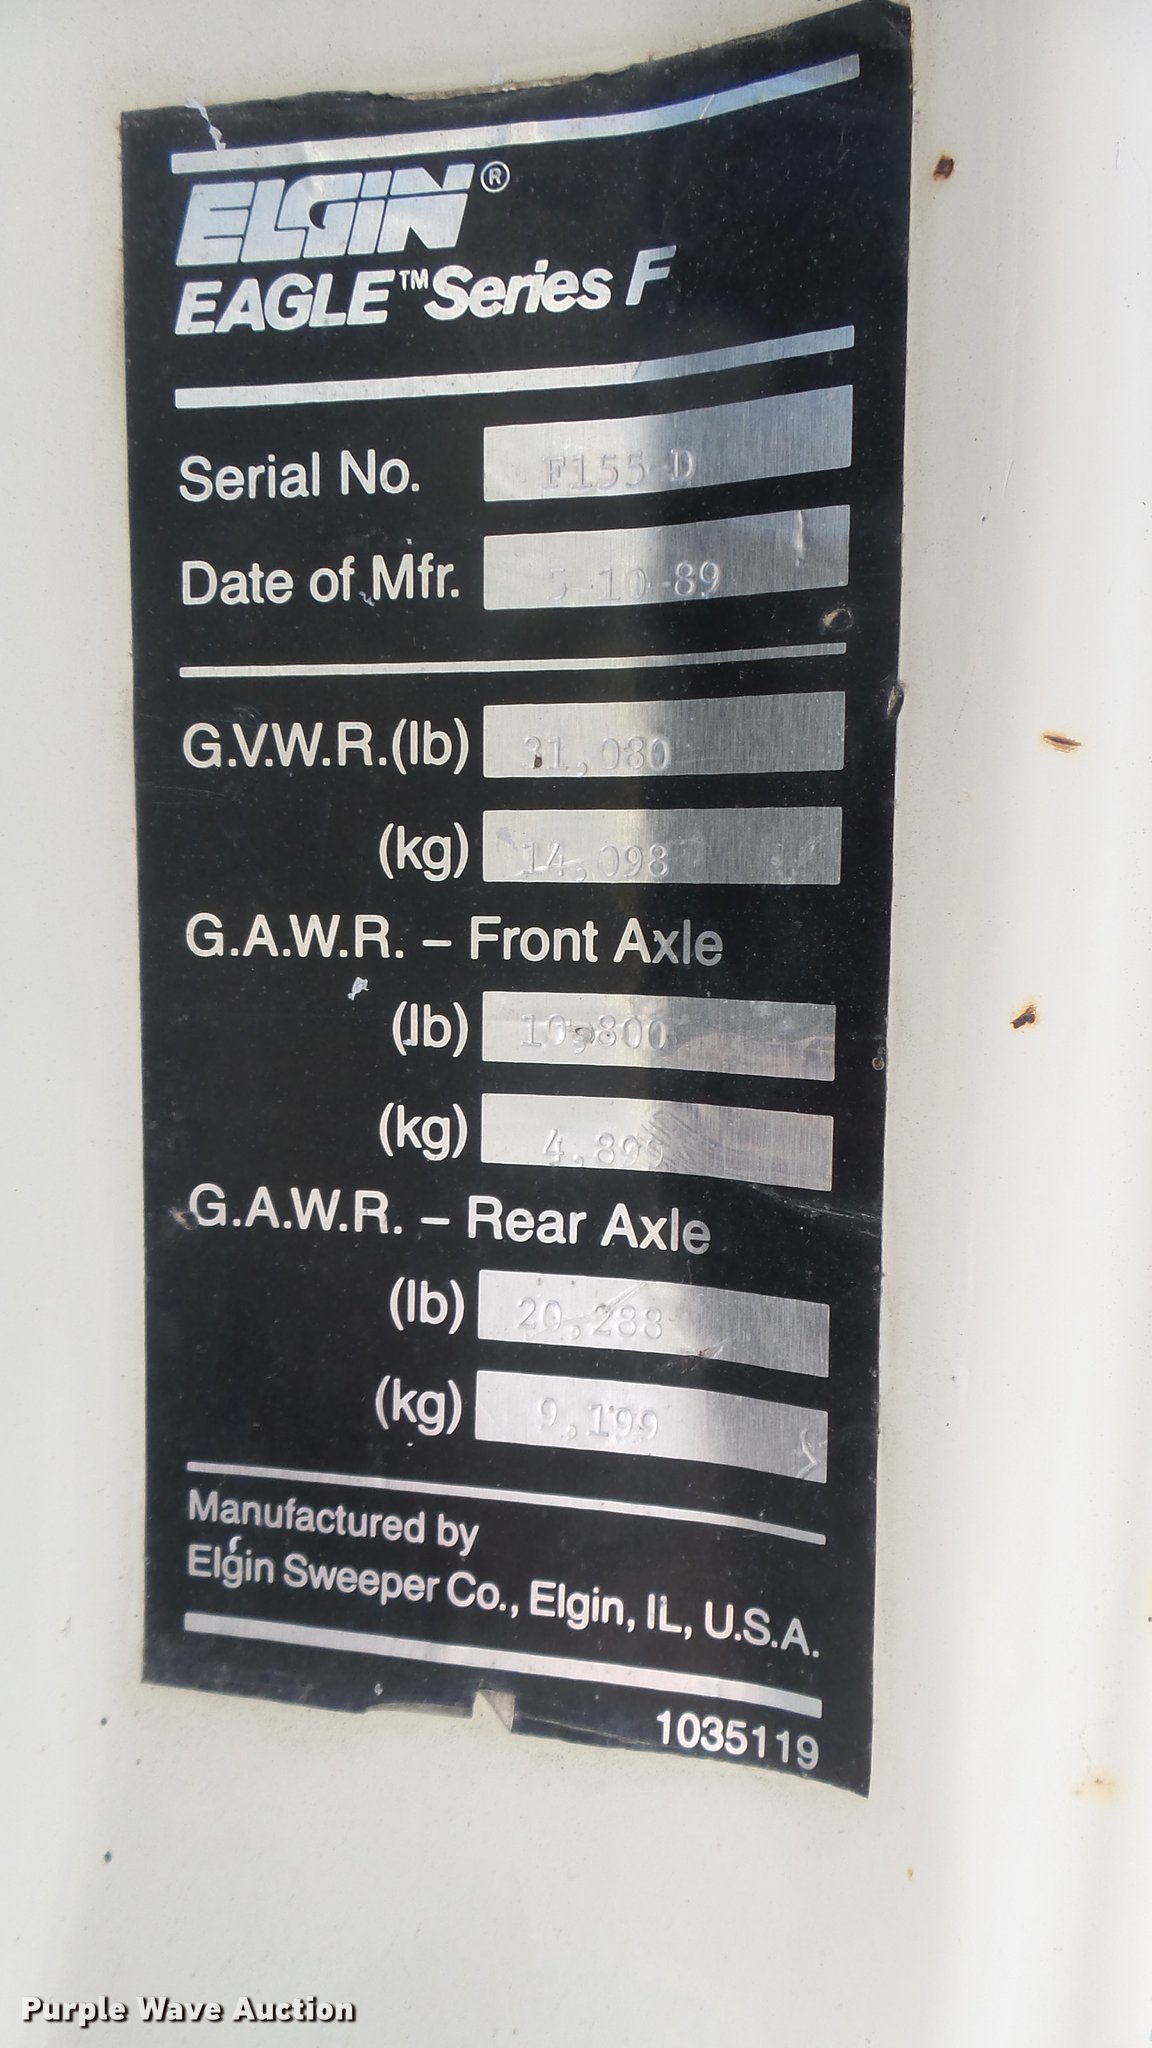 ELGIN®
EAGLE™ Series F
Serial No. F155-D
Date of Mfr. 5-10-89
G.V.W.R.(lb) 31,080
(kg) 14,098
G.A.W.R. – Front Axle
(lb) 10,800
(kg) 4,899
G.A.W.R. – Rear Axle
(lb) 20,288
(kg) 9,199
Manufactured by
Elgin Sweeper Co., Elgin, IL, U.S.A.
1035119
Purple Wave Auction